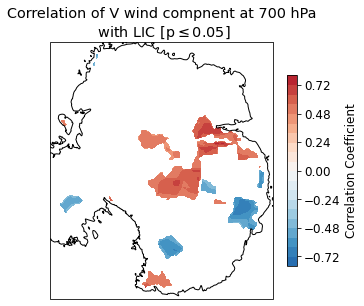 Correlation of V wind compnent at 700 hPa
with LIC [p ≤ 0.05]
0.72
0.48
0.24
0.00
−0.24
−0.48
−0.72
Correlation Coefficient